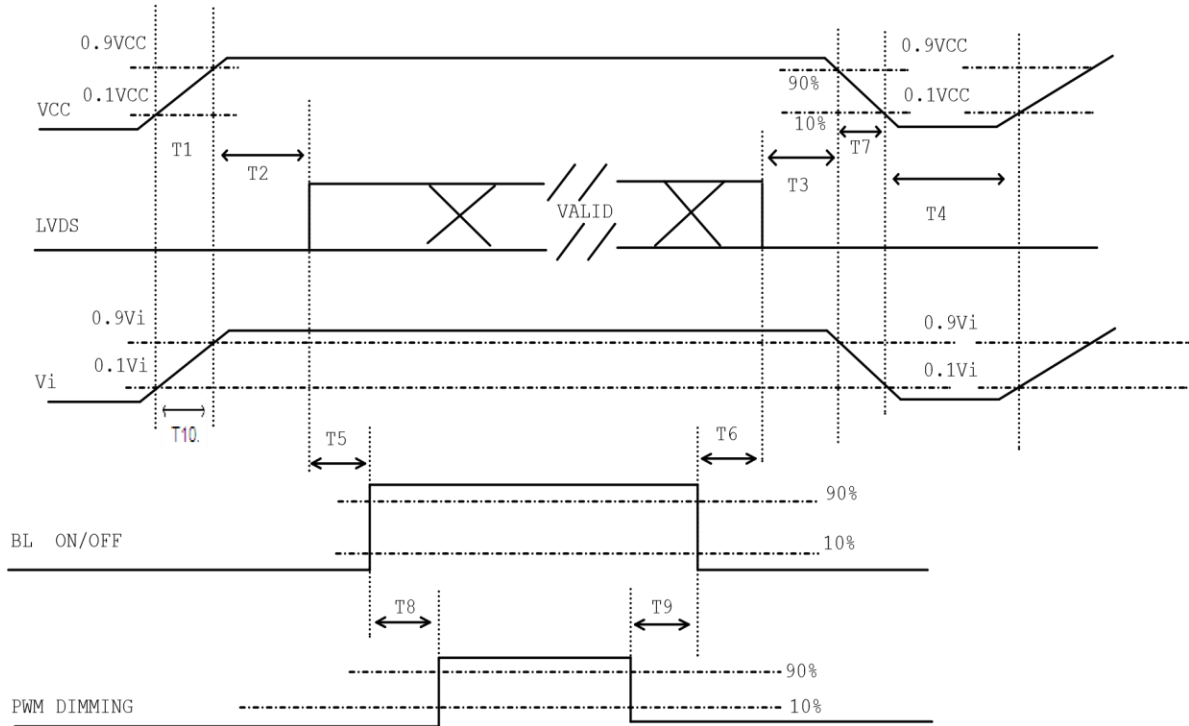 0.9VCC
0.9VCC
90%
0.1VCC
0.1VCC
VCC
10%
T1
T2
T3
T7
T4
LVDS
VALID
0.9Vi
0.9Vi
0.1Vi
0.1Vi
Vi
T10.
T5
T6
90%
BL ON/OFF
10%
T8
T9
90%
PWM DIMMING
10%